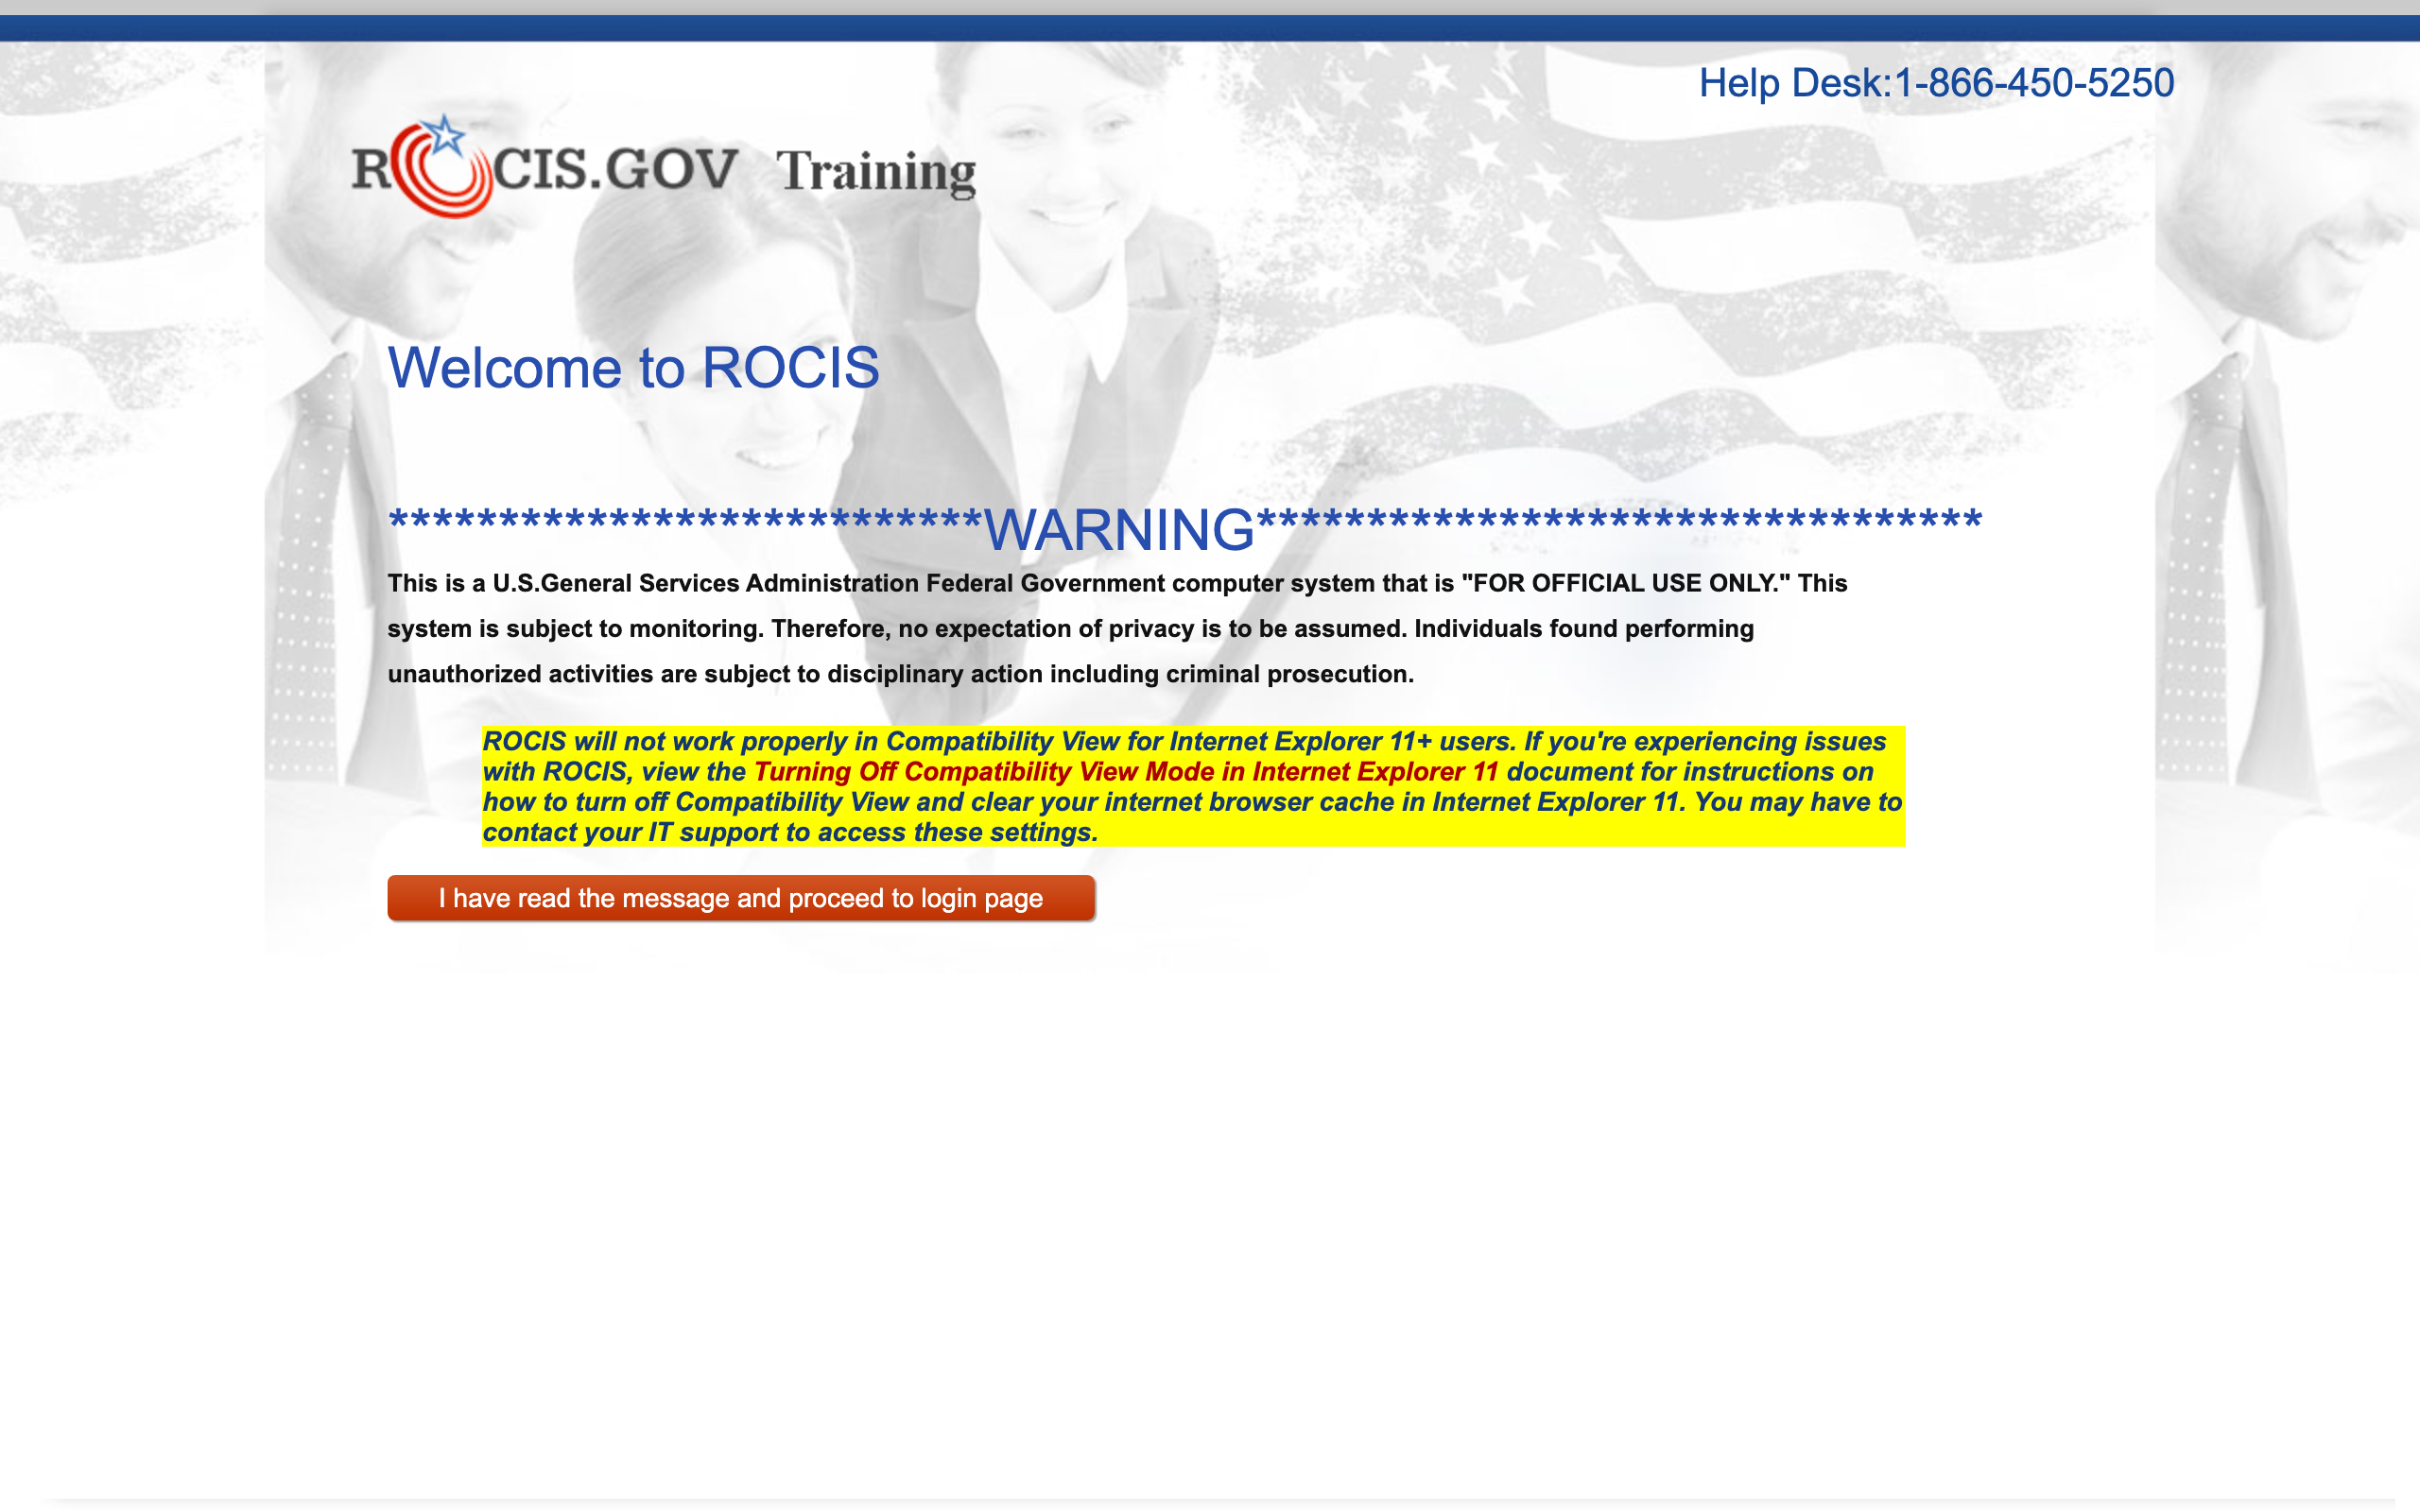 Help Desk:1-866-450-5250
ROCIS.GOV Training
Welcome to ROCIS
***************************WARNING*********************************
This is a U.S.General Services Administration Federal Government computer system that is "FOR OFFICIAL USE ONLY." This
system is subject to monitoring. Therefore, no expectation of privacy is to be assumed. Individuals found performing
unauthorized activities are subject to disciplinary action including criminal prosecution.
ROCIS will not work properly in Compatibility View for Internet Explorer 11+ users. If you're experiencing issues
with ROCIS, view the Turning Off Compatibility View Mode in Internet Explorer 11 document for instructions on
how to turn off Compatibility View and clear your internet browser cache in Internet Explorer 11. You may have to
contact your IT support to access these settings.
I have read the message and proceed to login page